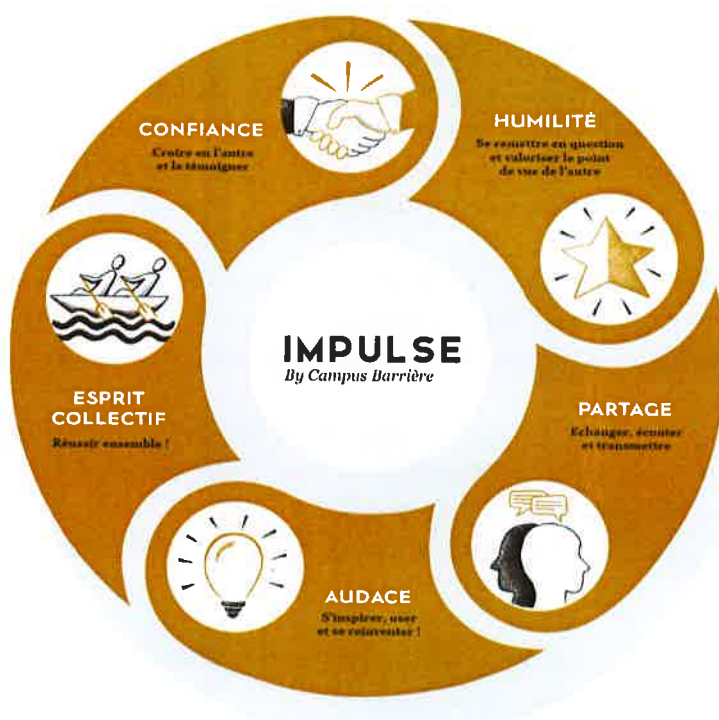 CONFIANCE
Croire en l'autre
et le témoigner
HUMILITÉ
Se remettre en question
et valoriser le point
de vue de l'autre
ESPRIT
COLLECTIF
Réussir ensemble !
IMPULSE
By Campus Barrière
PARTAGE
Echanger, écouter
et transmettre
AUDACE
S'inspirer, oser
et se réinventer !